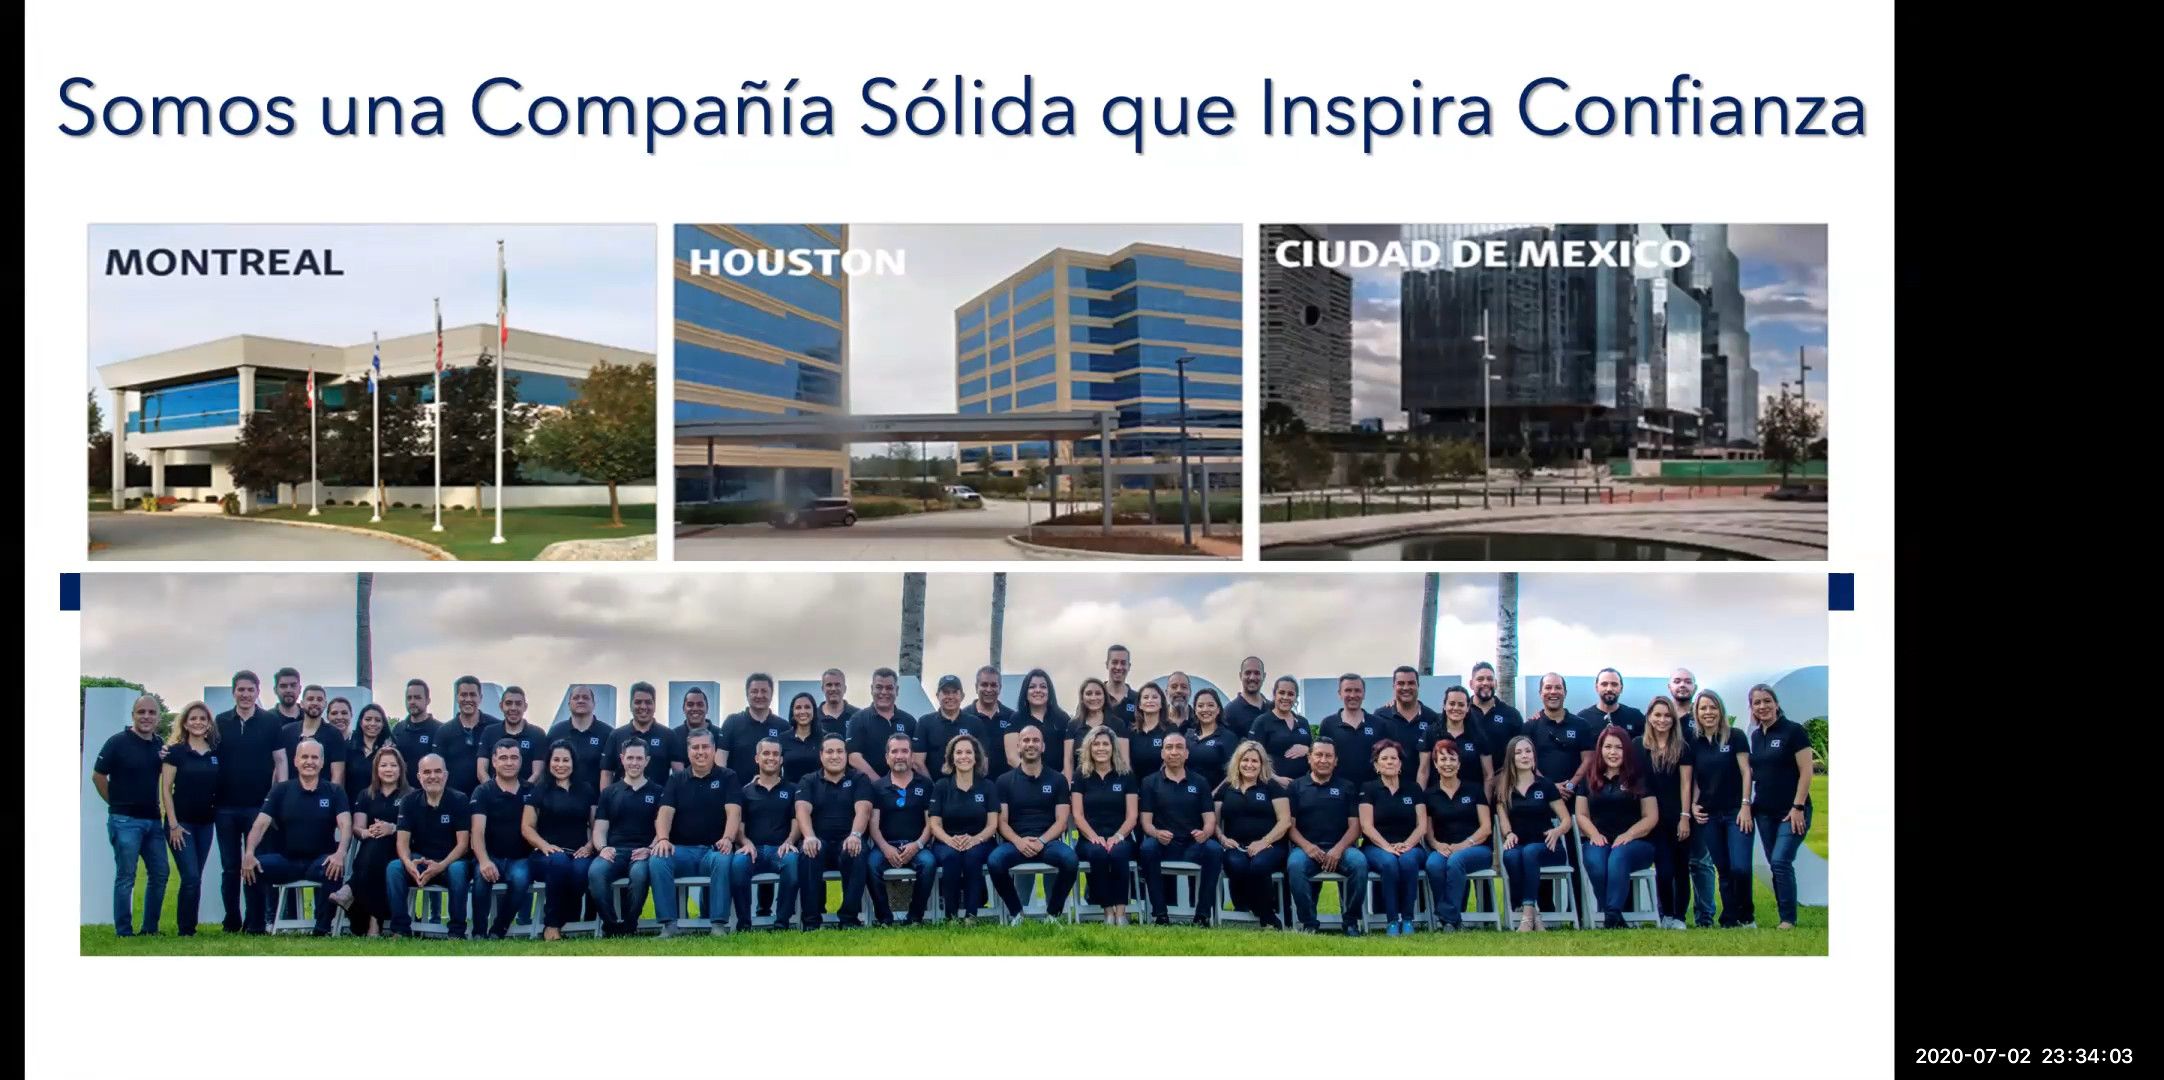 Somos una Compañía Sólida que Inspira Confianza
MONTREAL
HOUSTON
CIUDAD DE MEXICO
2020-07-02 23:34:03